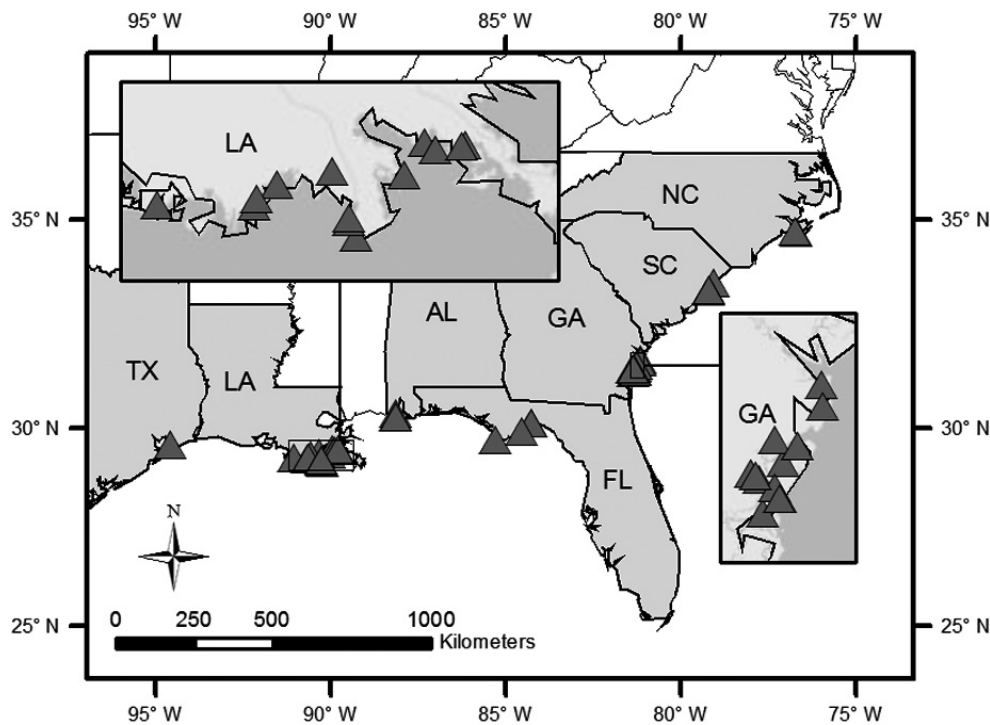 95° W 90° W 85° W 80° W 75° W
LA
NC
35° N 35° N
SC
AL
GA
TX
LA
GA
30° N 30° N
FL
N
0 250 500 1000
Kilometers
25° N 25° N
95° W 90° W 85° W 80° W 75° W